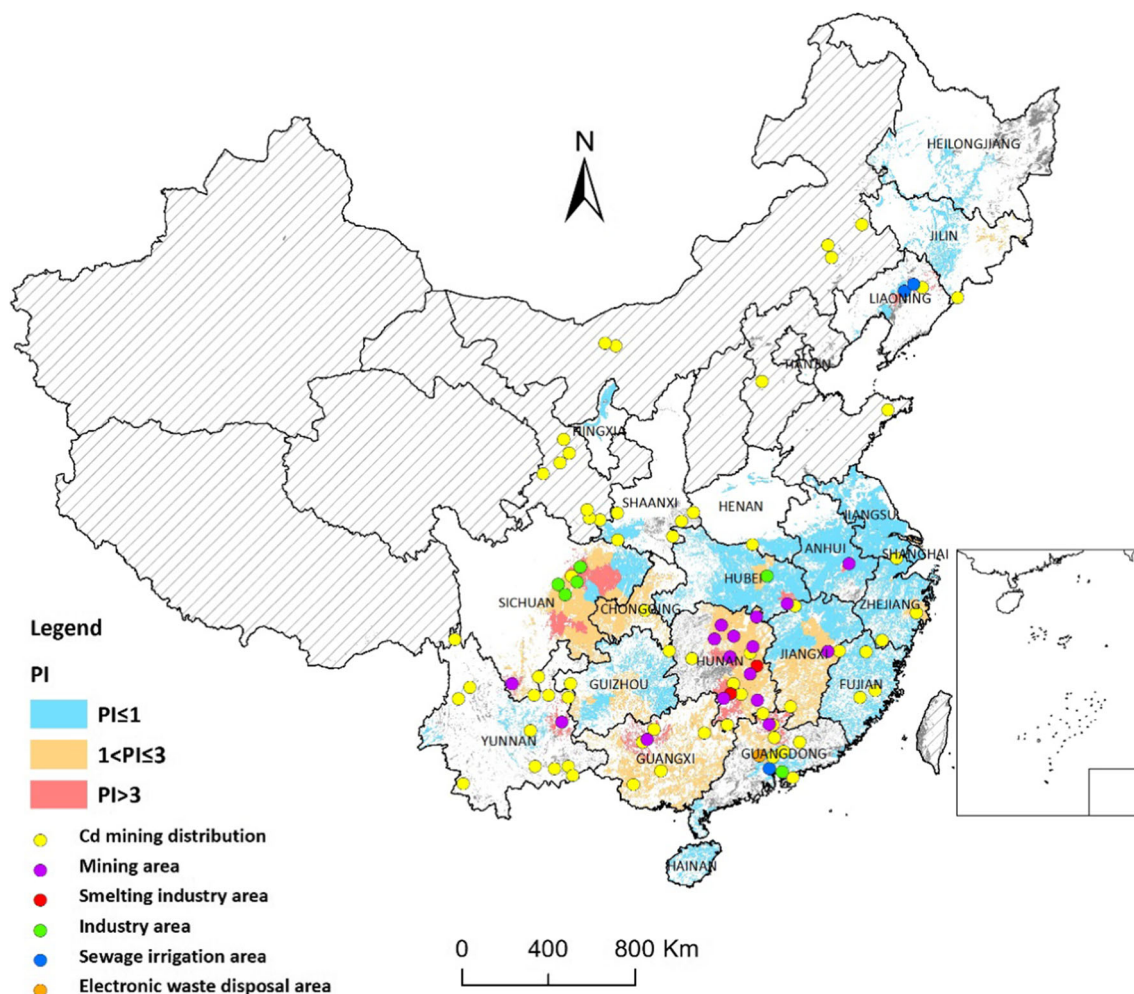 N
HEILONGJIANG
JILIN
LIAONING
TIANJIN
NINGXIA
SHAANXI
HENAN
JIANGSU
ANHUI
SHANGHAI
HUBEI
SICHUAN
CHONGQING
ZHEJIANG
HUNAN
JIANGXI
GUIZHOU
FUJIAN
YUNNAN
GUANGXI
GUANGDONG
HAINAN
Legend
PI
PI≤1
1<PI≤3
PI>3
Cd mining distribution
Mining area
Smelting industry area
Industry area
Sewage irrigation area
Electronic waste disposal area
0 400 800 Km